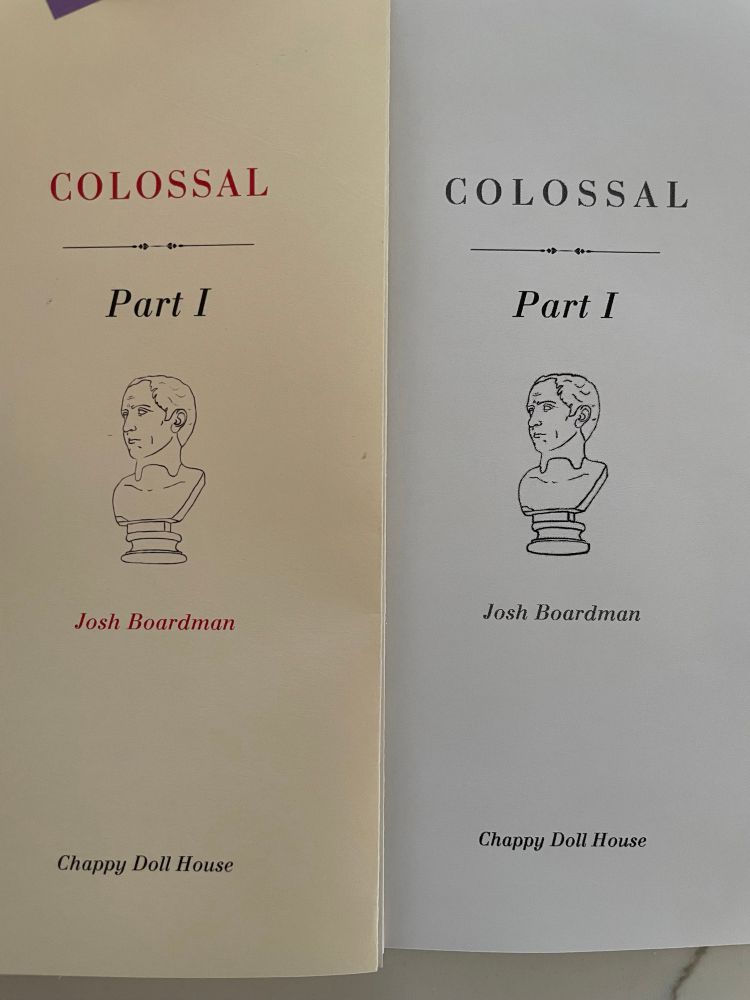 COLOSSAL
Part I
Josh Boardman
Chappy Doll House
COLOSSAL
Part I
Josh Boardman
Chappy Doll House